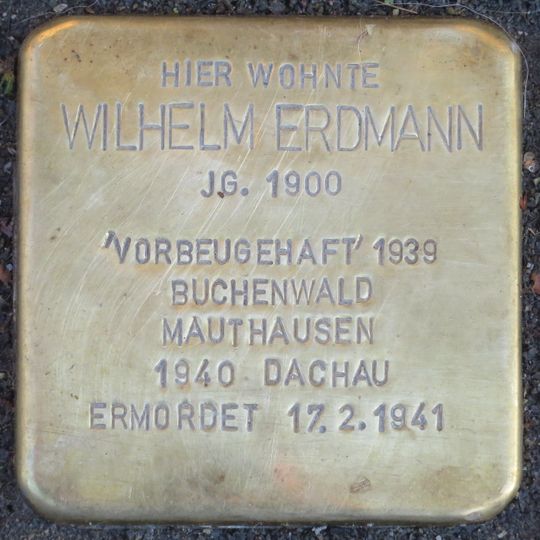 HIER WOHNTE
WILHELM ERDMANN
JG. 1900
'VORBEUGEHAFT' 1939
BUCHENWALD
MAUTHAUSEN
1940 DACHAU
ERMORDET 17.2.1941